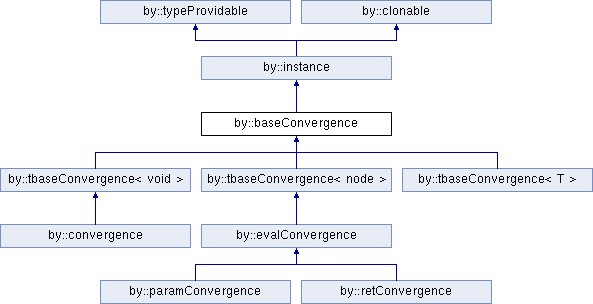 by::typeProvidable
by::clonable
by::instance
by::baseConvergence
by::tbaseConvergence< void >
by::tbaseConvergence< node >
by::tbaseConvergence< T >
by::convergence
by::evalConvergence
by::paramConvergence
by::retConvergence